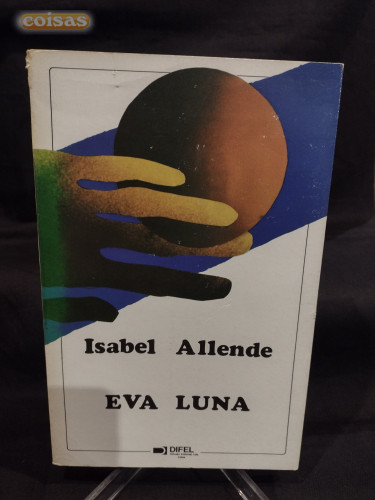 coisas
Isabel Allende
EVA LUNA
DIFEL